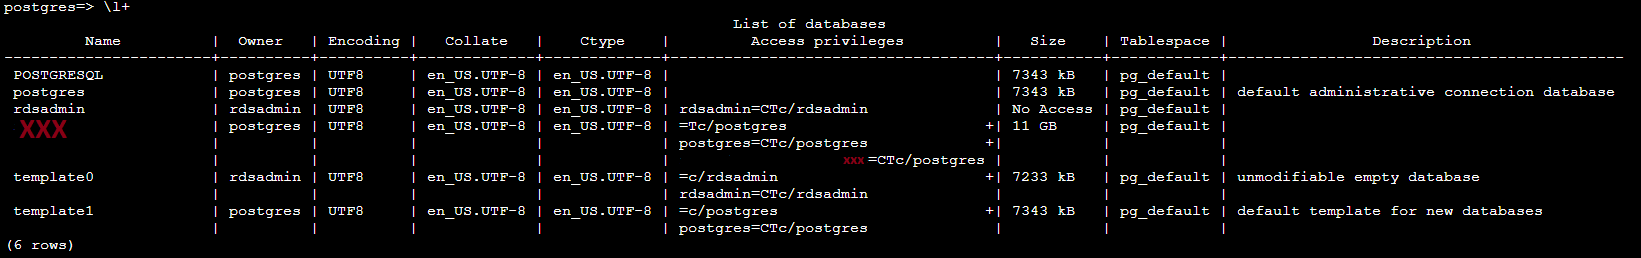 postgres=> \l+
List of databases
Name | Owner | Encoding | Collate | Ctype | Access privileges | Size | Tablespace | Description
------------------------+----------+----------+-------------+-------------+---------------------------------------+-----------+------------+--------------------------------------------
POSTGRESQL | postgres | UTF8 | en_US.UTF-8 | en_US.UTF-8 | | 7343 kB | pg_default |
postgres | postgres | UTF8 | en_US.UTF-8 | en_US.UTF-8 | | 7343 kB | pg_default | default administrative connection database
rdsadmin | rdsadmin | UTF8 | en_US.UTF-8 | en_US.UTF-8 | rdsadmin=CTc/rdsadmin | No Access | pg_default |
XXX | postgres | UTF8 | en_US.UTF-8 | en_US.UTF-8 | =Tc/postgres +| 11 GB | pg_default |
| | | | | postgres=CTc/postgres +| | |
| | | | | xxx =CTc/postgres | | |
template0 | rdsadmin | UTF8 | en_US.UTF-8 | en_US.UTF-8 | =c/rdsadmin +| 7233 kB | pg_default | unmodifiable empty database
| | | | | rdsadmin=CTc/rdsadmin | | |
template1 | postgres | UTF8 | en_US.UTF-8 | en_US.UTF-8 | =c/postgres +| 7343 kB | pg_default | default template for new databases
| | | | | postgres=CTc/postgres | | |
(6 rows)